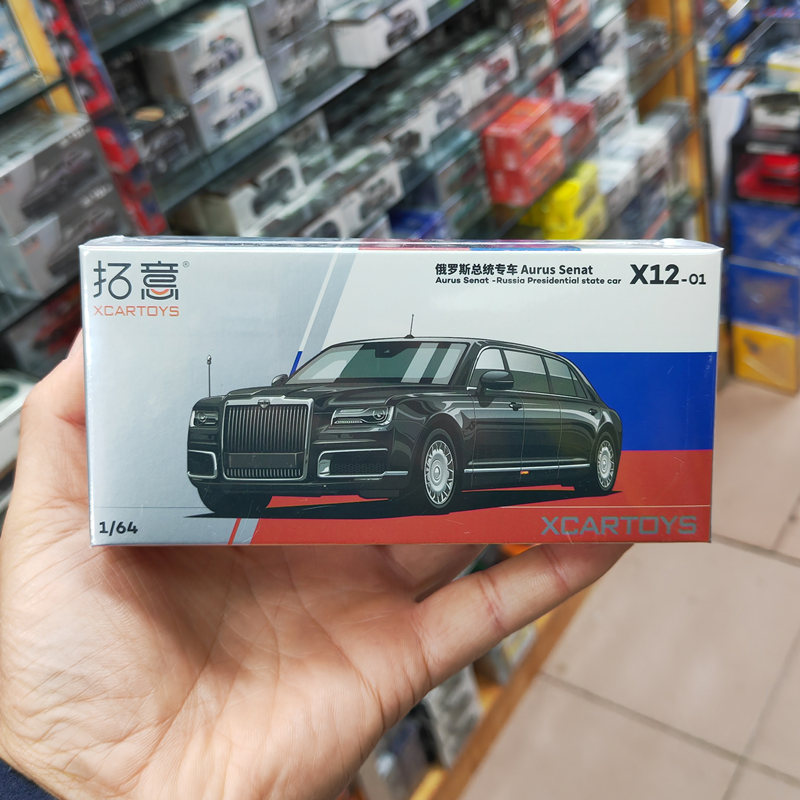 拓意®
XCARTOYS
俄罗斯总统专车 Aurus Senat
Aurus Senat -Russia Presidential state car
X12-01
1/64
XCARTOYS